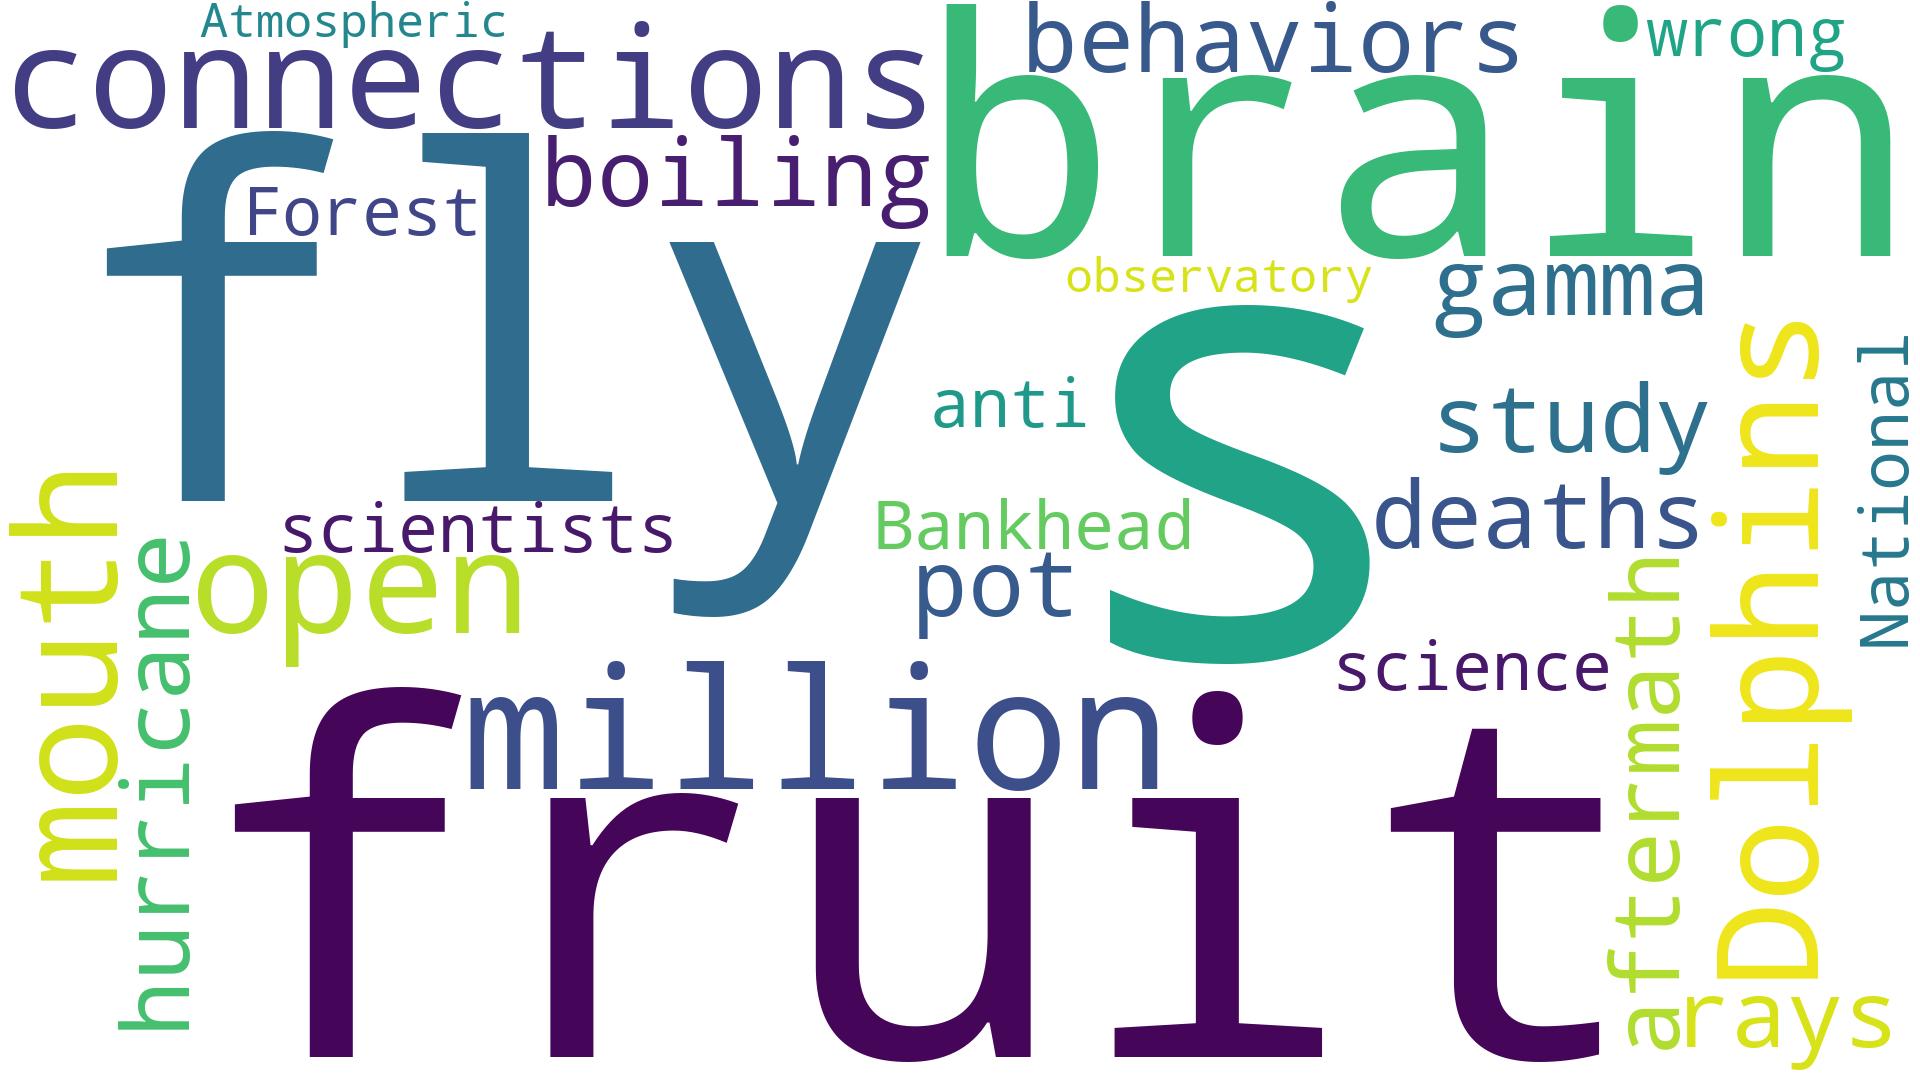 Atmospheric
connections
behaviors
wrong
brain
fly
boiling
Forest
observatory
gamma
S
anti
study
Dolphins
National
mouth
hurricane
scientists
open
Bankhead
deaths
pot
million
science
aftermath
fruit
rays